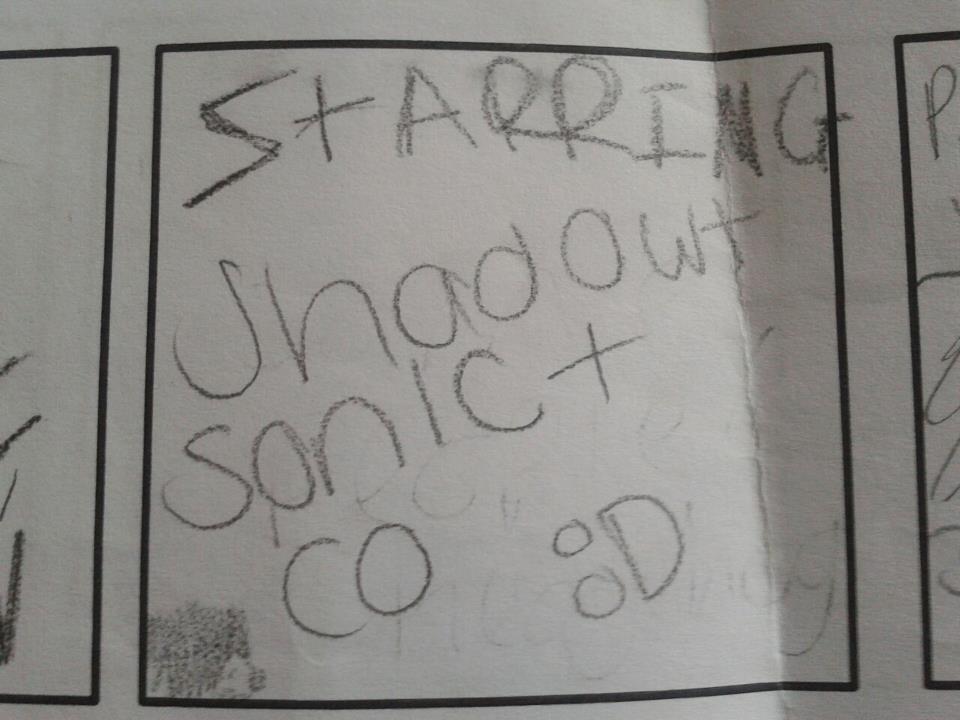 StARRING
Shadow +
SonIC +
CO :D